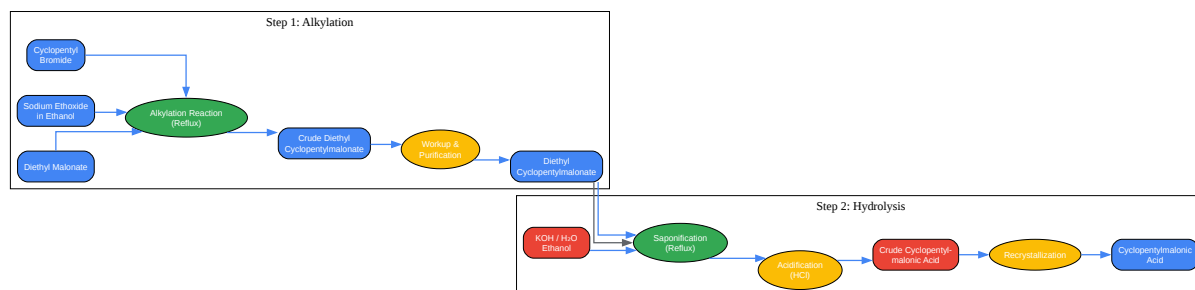 Step 1: Alkylation
Cyclopentyl
Bromide
Sodium Ethoxide
in Ethanol
Diethyl Malonate
Alkylation Reaction
(Reflux)
Crude Diethyl
Cyclopentylmalonate
Workup &
Purification
Diethyl
Cyclopentylmalonate
Step 2: Hydrolysis
KOH / H₂O
Ethanol
Saponification
(Reflux)
Acidification
(HCl)
Crude Cyclopentyl-
malonic Acid
Recrystallization
Cyclopentylmalonic
Acid